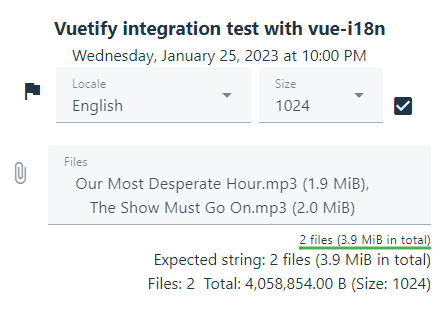 Vuetify integration test with vue-i18n
Wednesday, January 25, 2023 at 10:00 PM
Locale
English
Size
1024
Files
Our Most Desperate Hour.mp3 (1.9 MiB),
The Show Must Go On.mp3 (2.0 MiB)
2 files (3.9 MiB in total)
Expected string: 2 files (3.9 MiB in total)
Files: 2 Total: 4,058,854.00 B (Size: 1024)